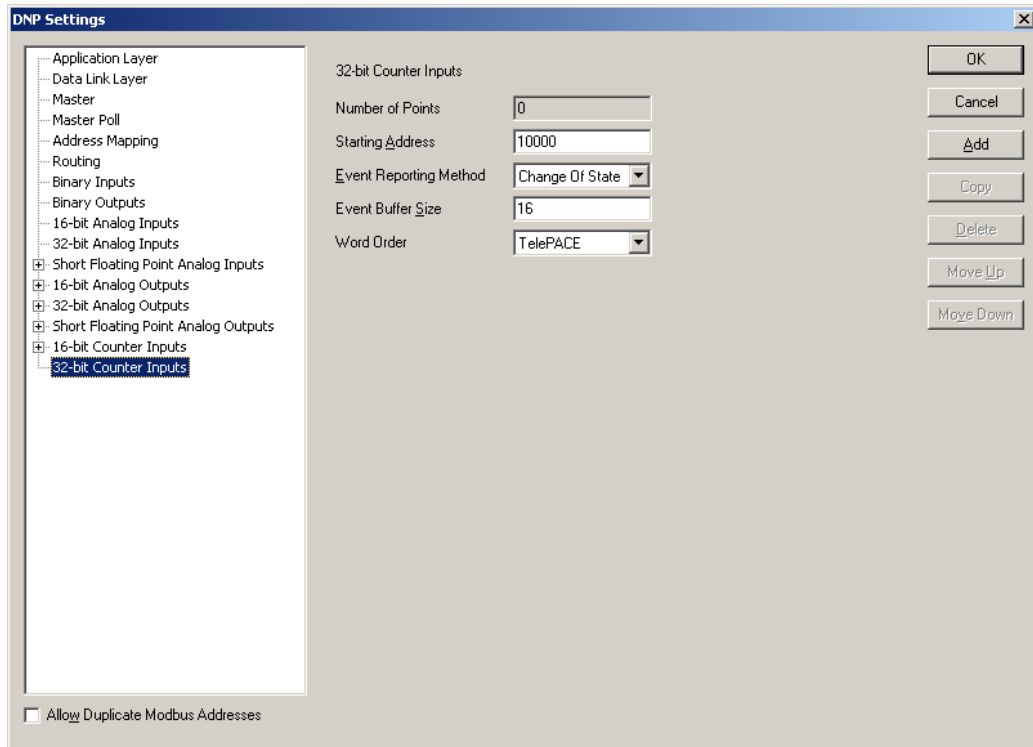 DNP Settings
Application Layer
Data Link Layer
Master
Master Poll
Address Mapping
Routing
Binary Inputs
Binary Outputs
16-bit Analog Inputs
32-bit Analog Inputs
Short Floating Point Analog Inputs
16-bit Analog Outputs
32-bit Analog Outputs
Short Floating Point Analog Outputs
16-bit Counter Inputs
32-bit Counter Inputs
Allow Duplicate Modbus Addresses
32-bit Counter Inputs
Number of Points 0
Starting Address 10000
Event Reporting Method Change Of State
Event Buffer Size 16
Word Order TelePACE
OK
Cancel
Add
Copy
Delete
Move Up
Move Down